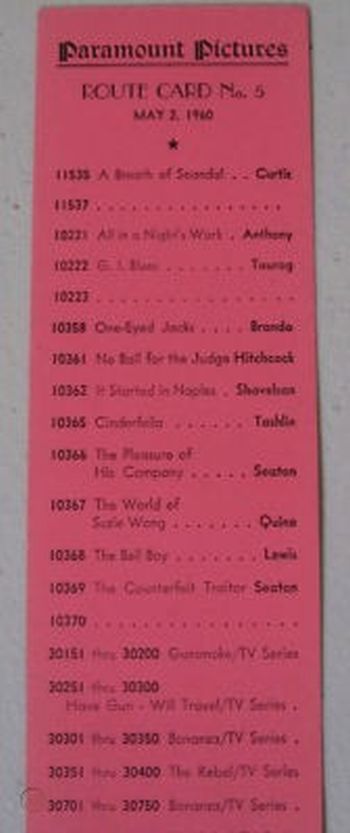 Paramount Pictures
ROUTE CARD No. 5
MAY 2, 1960
★
11535 A Breath of Scandal . . Curtiz
11537 . . . . . . . . . . . . . . . .
10221 All in a Night's Work . Anthony
10222 G. I. Blues . . . . . . . Taurog
10223 . . . . . . . . . . . . . . . .
10358 One-Eyed Jacks . . . . Brando
10361 No Bail for the Judge Hitchcock
10362 It Started in Naples . Shavelson
10365 Cinderfella . . . . . . Tashlin
10366 The Pleasure of
His Company . . . . . Seaton
10367 The World of
Suzie Wong . . . . . . . Quine
10368 The Bell Boy . . . . . . . Lewis
10369 The Counterfeit Traitor Seaton
10370 . . . . . . . . . . . . . . . .
30151 thru 30200 Gunsmoke/TV Series
30251 thru 30300
Have Gun - Will Travel/TV Series .
30301 thru 30350 Bonanza/TV Series .
30351 thru 30400 The Rebel/TV Series
30701 thru 30750 Bonanza/TV Series .